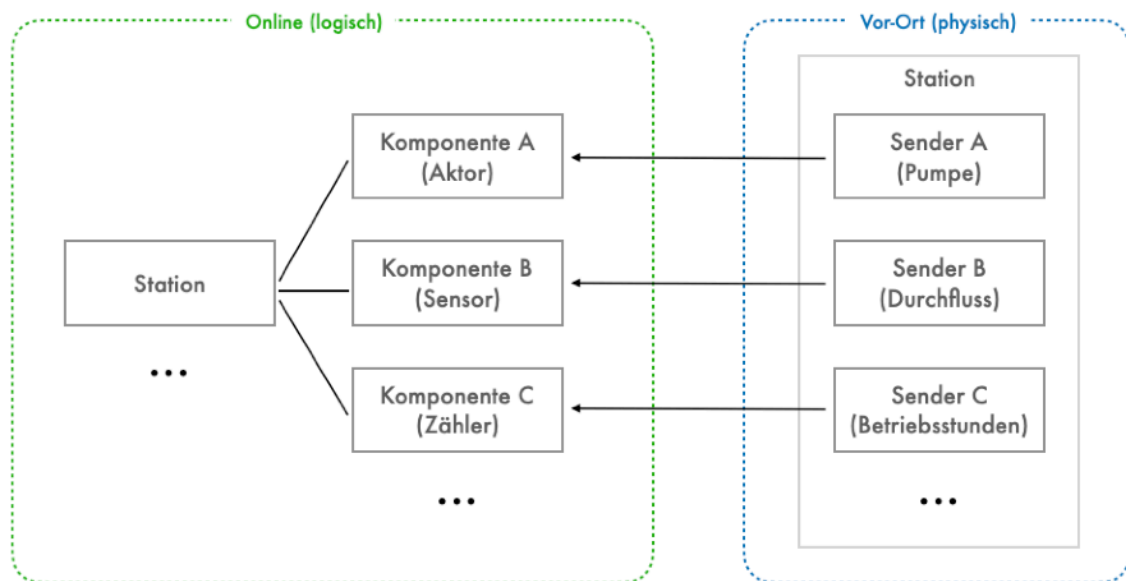 Online (logisch)
Vor-Ort (physisch)
Station
Komponente A
(Aktor)
Sender A
(Pumpe)
Station
Komponente B
(Sensor)
Sender B
(Durchfluss)
...
Komponente C
(Zähler)
Sender C
(Betriebsstunden)
...
...